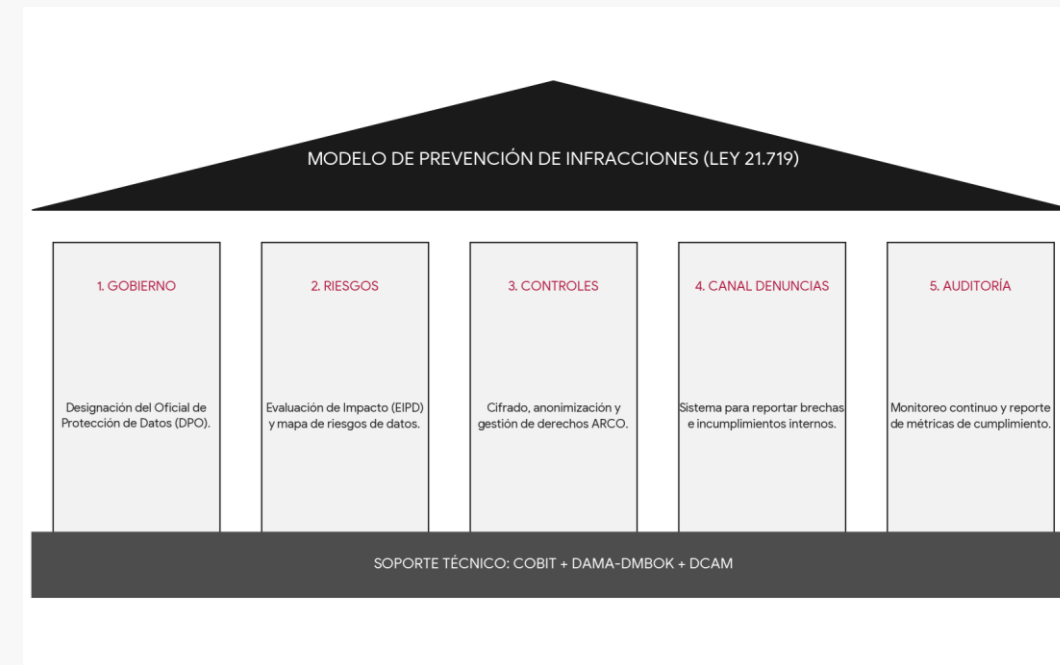 MODELO DE PREVENCIÓN DE INFRACCIONES (LEY 21.719)
1. GOBIERNO
Designación del Oficial de
Protección de Datos (DPO).
2. RIESGOS
Evaluación de Impacto (EIPD)
y mapa de riesgos de datos.
3. CONTROLES
Cifrado, anonimización y
gestión de derechos ARCO.
4. CANAL DENUNCIAS
Sistema para reportar brechas
e incumplimientos internos.
5. AUDITORÍA
Monitoreo continuo y reporte
de métricas de cumplimiento.
SOPORTE TÉCNICO: COBIT + DAMA-DMBOK + DCAM